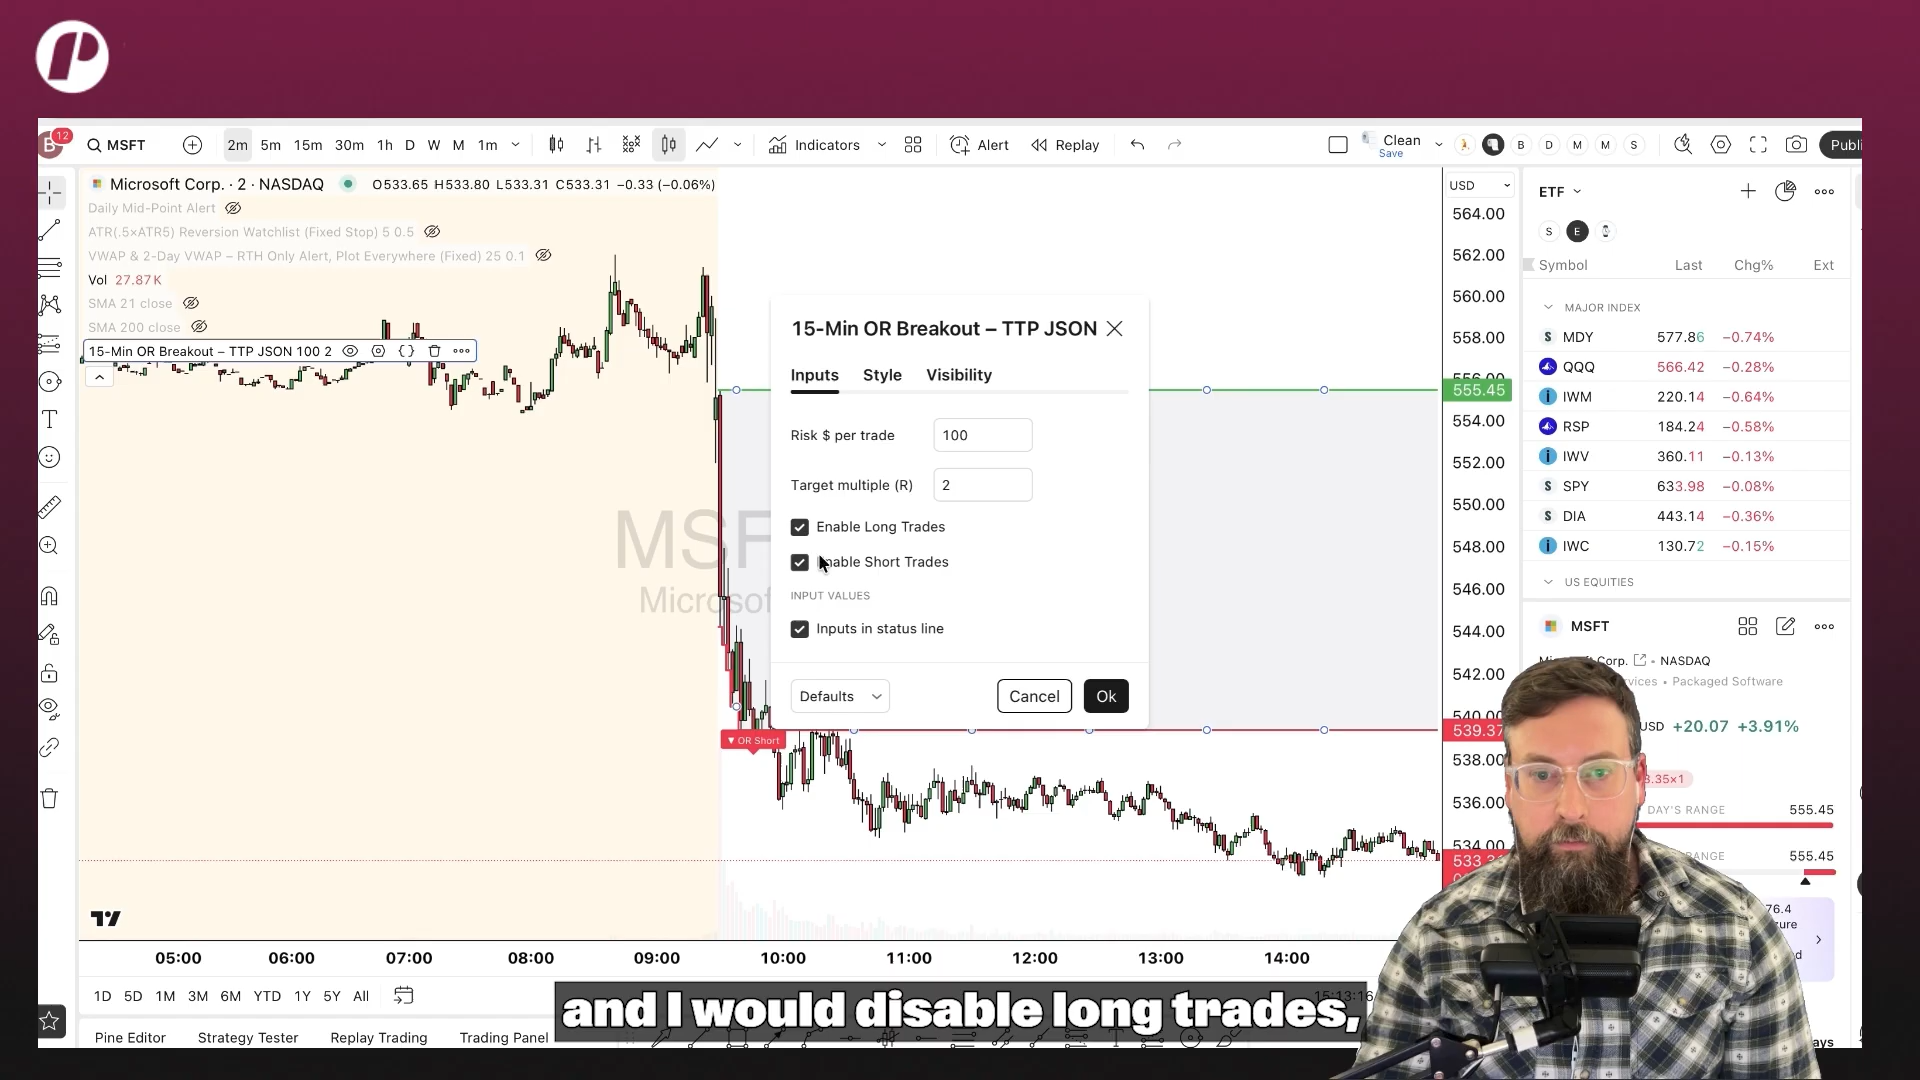 B 12 MSFT 2m 5m 15m 30m 1h D W M 1m Indicators Alert Replay Clean Save B D M M S
Microsoft Corp. · 2 · NASDAQ O533.65 H533.80 L533.31 C533.31 −0.33 (−0.06%)
Daily Mid-Point Alert
ATR(.5×ATR5) Reversion Watchlist (Fixed Stop) 5 0.5
VWAP & 2-Day VWAP – RTH Only Alert, Plot Everywhere (Fixed) 25 0.1
Vol 27.87K
SMA 21 close
SMA 200 close
15-Min OR Breakout – TTP JSON 100 2
15-Min OR Breakout – TTP JSON
Inputs Style Visibility
Risk $ per trade 100
Target multiple (R) 2
Enable Long Trades
Enable Short Trades
INPUT VALUES
Inputs in status line
Defaults Cancel Ok
OR Short
USD
564.00
562.00
560.00
558.00
556.00
555.45
554.00
552.00
550.00
548.00
546.00
544.00
542.00
540.00
539.37
538.00
536.00
534.00
ETF
S E
Symbol Last Chg% Ext
MAJOR INDEX
MDY 577.86 −0.74%
QQQ 566.42 −0.28%
IWM 220.14 −0.64%
RSP 184.24 −0.58%
IWV 360.11 −0.13%
SPY 633.98 −0.08%
DIA 443.14 −0.36%
IWC 130.72 −0.15%
US EQUITIES
MSFT
Corp. • NASDAQ
• Packaged Software
USD +20.07 +3.91%
DAY'S RANGE 555.45
RANGE 555.45
05:00 06:00 07:00 08:00 09:00 10:00 11:00 12:00 13:00 14:00
1D 5D 1M 3M 6M YTD 1Y 5Y All
and I would disable long trades,
Pine Editor Strategy Tester Replay Trading Trading Panel